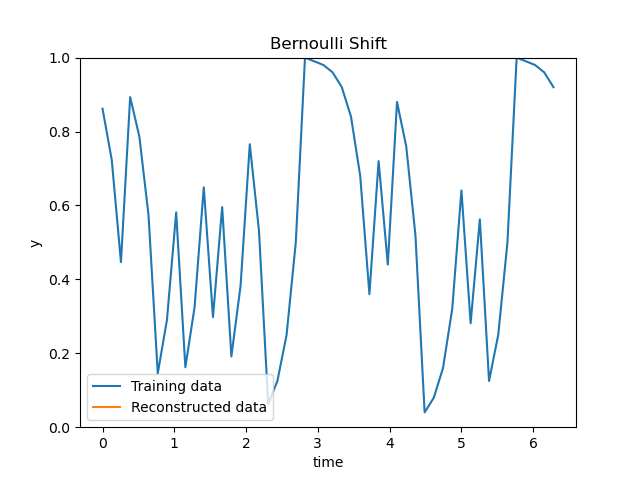 Bernoulli Shift
1.0
0.8
0.6
0.4
0.2
0.0
y
Training data
Reconstructed data
0 1 2 3 4 5 6
time